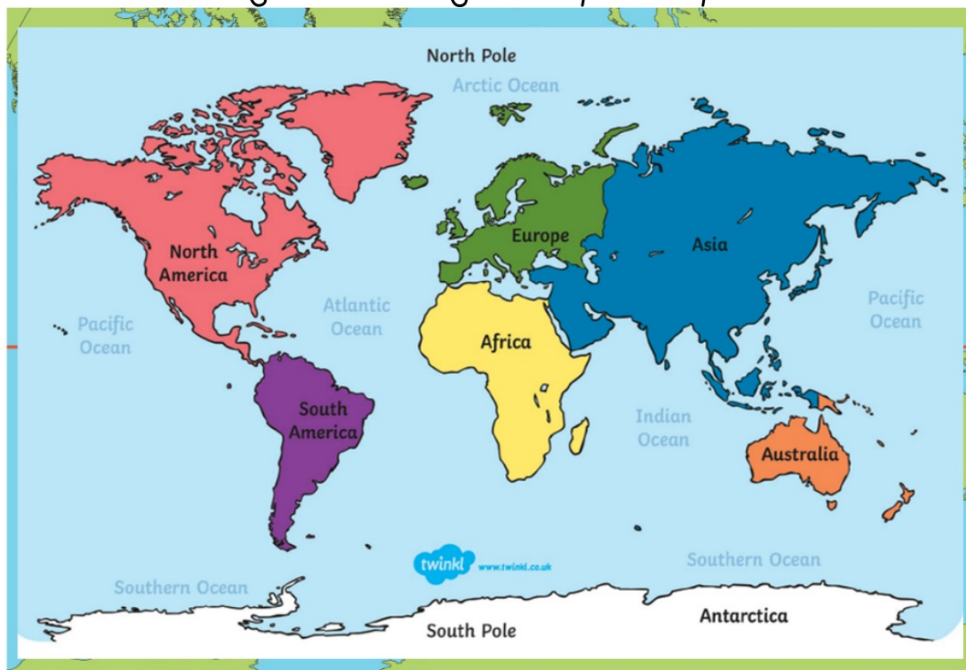 North Pole
Arctic Ocean
North
America
Europe
Asia
Atlantic
Ocean
Pacific
Ocean
Pacific
Ocean
Africa
South
America
Indian
Ocean
Australia
twinkl www.twinkl.co.uk
Southern Ocean
Southern Ocean
Antarctica
South Pole